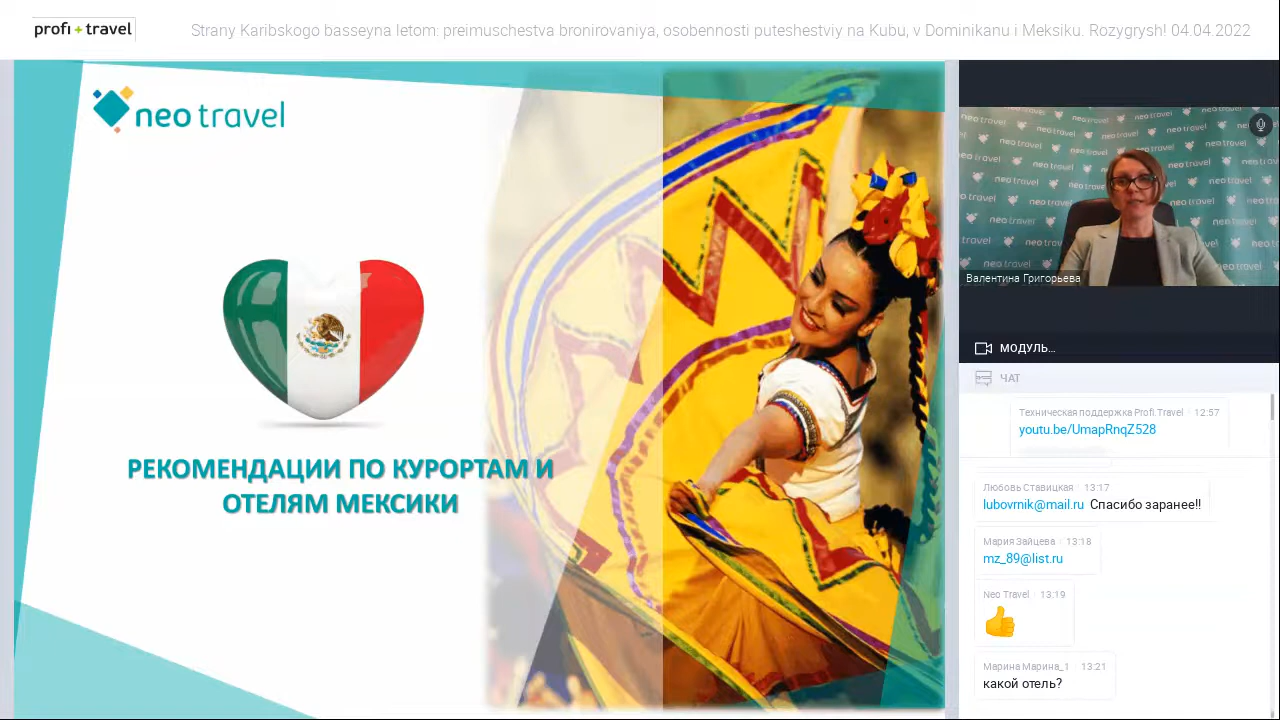 profi + travel
Strany Karibskogo basseyna letom: preimuschestva bronirovaniya, osobennosti puteshestviy na Kubu, v Dominikanu i Meksiku. Rozygrysh! 04.04.2022
neo travel
РЕКОМЕНДАЦИИ ПО КУРОРТАМ И
ОТЕЛЯМ МЕКСИКИ
Валентина Григорьева
МОДУЛЬ...
ЧАТ
Техническая поддержка Profi.Travel 12:57
youtu.be/UmapRnqZ528
Любовь Ставицкая 13:17
lubovrnik@mail.ru Спасибо заранее!!
Мария Зайцева 13:18
mz_89@list.ru
Neo Travel 13:19
Марина Марина_1 13:21
какой отель?